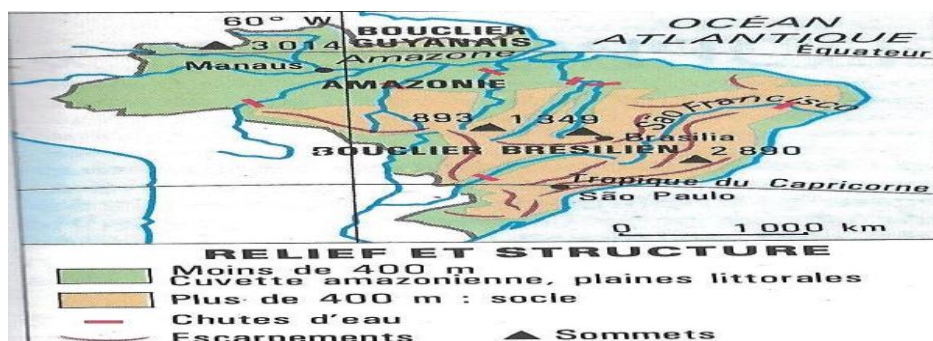 60° W
BOUCLIER
GUYANAIS
OCÉAN
ATLANTIQUE
Équateur
3 014
Manaus
Amazone
AMAZONIE
São Francisco
893
1 349
Brasilia
BOUCLIER BRESILIEN
2 890
Tropique du Capricorne
São Paulo
0 1 000 km
RELIEF ET STRUCTURE
Moins de 400 m
Cuvette amazonienne, plaines littorales
Plus de 400 m : socle
Chutes d'eau
Escarpements
Sommets